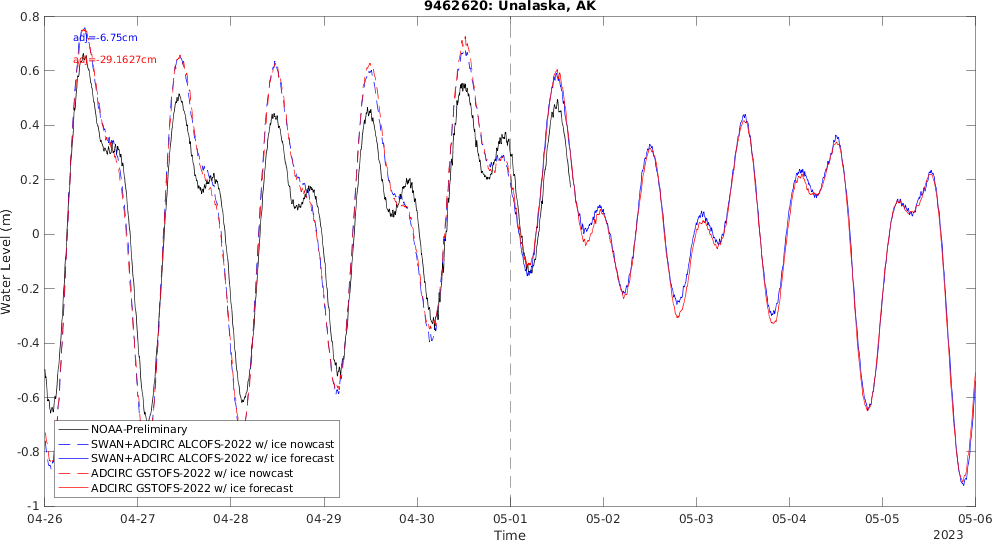 9462620: Unalaska, AK
0.8
adj=-6.75cm
adj=-29.1627cm
0.6
0.4
0.2
0
-0.2
-0.4
-0.6
-0.8
-1
Water Level (m)
NOAA-Preliminary
SWAN+ADCIRC ALCOFS-2022 w/ ice nowcast
SWAN+ADCIRC ALCOFS-2022 w/ ice forecast
ADCIRC GSTOFS-2022 w/ ice nowcast
ADCIRC GSTOFS-2022 w/ ice forecast
04-26 04-27 04-28 04-29 04-30 05-01 05-02 05-03 05-04 05-05 05-06
Time
2023